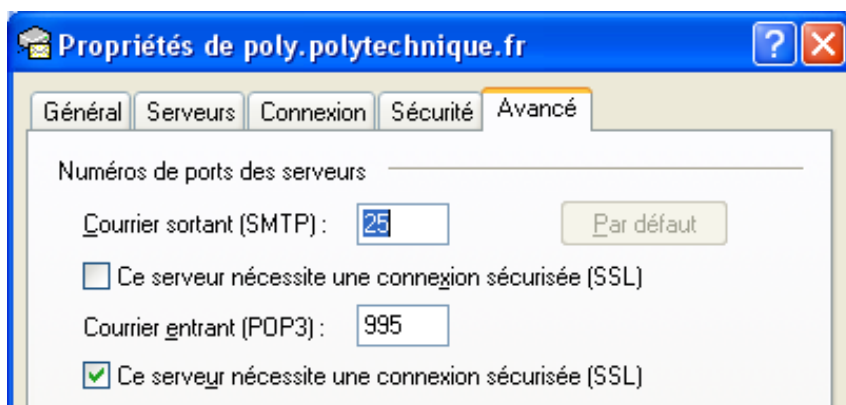 Propriétés de poly.polytechnique.fr
Général Serveurs Connexion Sécurité Avancé
Numéros de ports des serveurs
Courrier sortant (SMTP) : 25 Par défaut
Ce serveur nécessite une connexion sécurisée (SSL)
Courrier entrant (POP3) : 995
Ce serveur nécessite une connexion sécurisée (SSL)